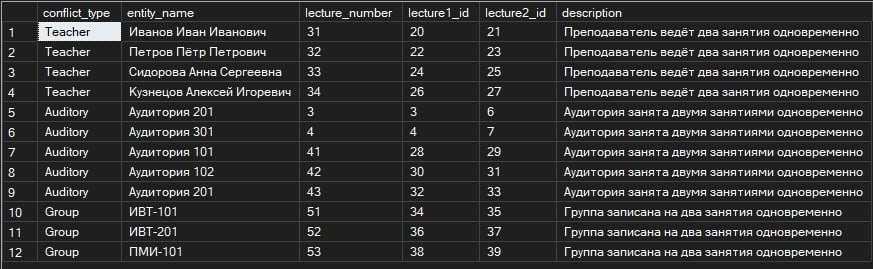 conflict_type entity_name lecture_number lecture1_id lecture2_id description
1 Teacher Иванов Иван Иванович 31 20 21 Преподаватель ведёт два занятия одновременно
2 Teacher Петров Пётр Петрович 32 22 23 Преподаватель ведёт два занятия одновременно
3 Teacher Сидорова Анна Сергеевна 33 24 25 Преподаватель ведёт два занятия одновременно
4 Teacher Кузнецов Алексей Игоревич 34 26 27 Преподаватель ведёт два занятия одновременно
5 Auditory Аудитория 201 3 3 6 Аудитория занята двумя занятиями одновременно
6 Auditory Аудитория 301 4 4 7 Аудитория занята двумя занятиями одновременно
7 Auditory Аудитория 101 41 28 29 Аудитория занята двумя занятиями одновременно
8 Auditory Аудитория 102 42 30 31 Аудитория занята двумя занятиями одновременно
9 Auditory Аудитория 201 43 32 33 Аудитория занята двумя занятиями одновременно
10 Group ИВТ-101 51 34 35 Группа записана на два занятия одновременно
11 Group ИВТ-201 52 36 37 Группа записана на два занятия одновременно
12 Group ПМИ-101 53 38 39 Группа записана на два занятия одновременно